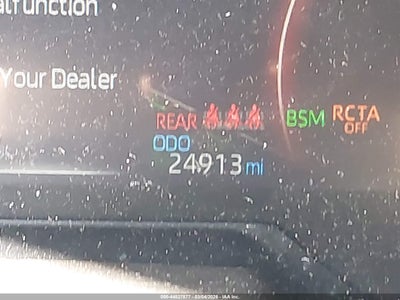 alfunction
Your Dealer
REAR BSM RCTA
OFF
ODO
24913 mi